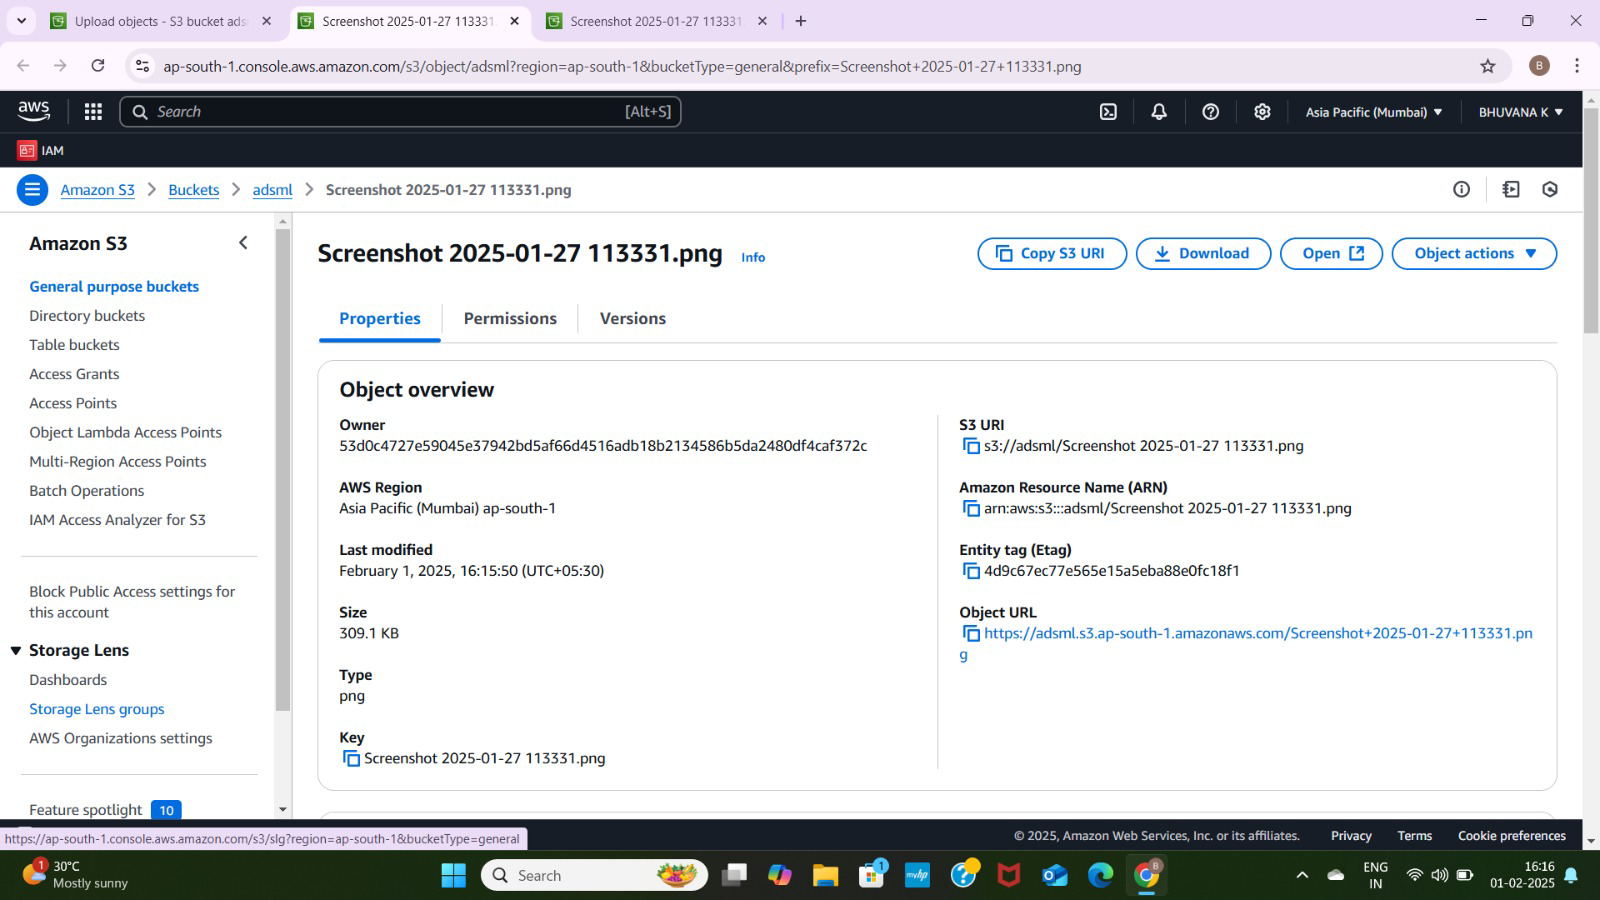 Upload objects - S3 bucket ads
Screenshot 2025-01-27 113331.
Screenshot 2025-01-27 113331.
ap-south-1.console.aws.amazon.com/s3/object/adsml?region=ap-south-1&bucketType=general&prefix=Screenshot+2025-01-27+113331.png
B
aws
Search
[Alt+S]
Asia Pacific (Mumbai)
BHUVANA K
IAM
Amazon S3 > Buckets > adsml > Screenshot 2025-01-27 113331.png
Amazon S3
General purpose buckets
Directory buckets
Table buckets
Access Grants
Access Points
Object Lambda Access Points
Multi-Region Access Points
Batch Operations
IAM Access Analyzer for S3
Block Public Access settings for
this account
Storage Lens
Dashboards
Storage Lens groups
AWS Organizations settings
Feature spotlight 10
Screenshot 2025-01-27 113331.png Info
Copy S3 URI
Download
Open
Object actions
Properties
Permissions
Versions
Object overview
Owner
53d0c4727e59045e37942bd5af66d4516adb18b2134586b5da2480df4caf372c
AWS Region
Asia Pacific (Mumbai) ap-south-1
Last modified
February 1, 2025, 16:15:50 (UTC+05:30)
Size
309.1 KB
Type
png
Key
Screenshot 2025-01-27 113331.png
S3 URI
s3://adsml/Screenshot 2025-01-27 113331.png
Amazon Resource Name (ARN)
arn:aws:s3:::adsml/Screenshot 2025-01-27 113331.png
Entity tag (Etag)
4d9c67ec77e565e15a5eba88e0fc18f1
Object URL
https://adsml.s3.ap-south-1.amazonaws.com/Screenshot+2025-01-27+113331.pn
g
https://ap-south-1.console.aws.amazon.com/s3/slg?region=ap-south-1&bucketType=general
© 2025, Amazon Web Services, Inc. or its affiliates.
Privacy
Terms
Cookie preferences
1
30°C
Mostly sunny
Search
1
myhp
B
ENG
IN
16:16
01-02-2025